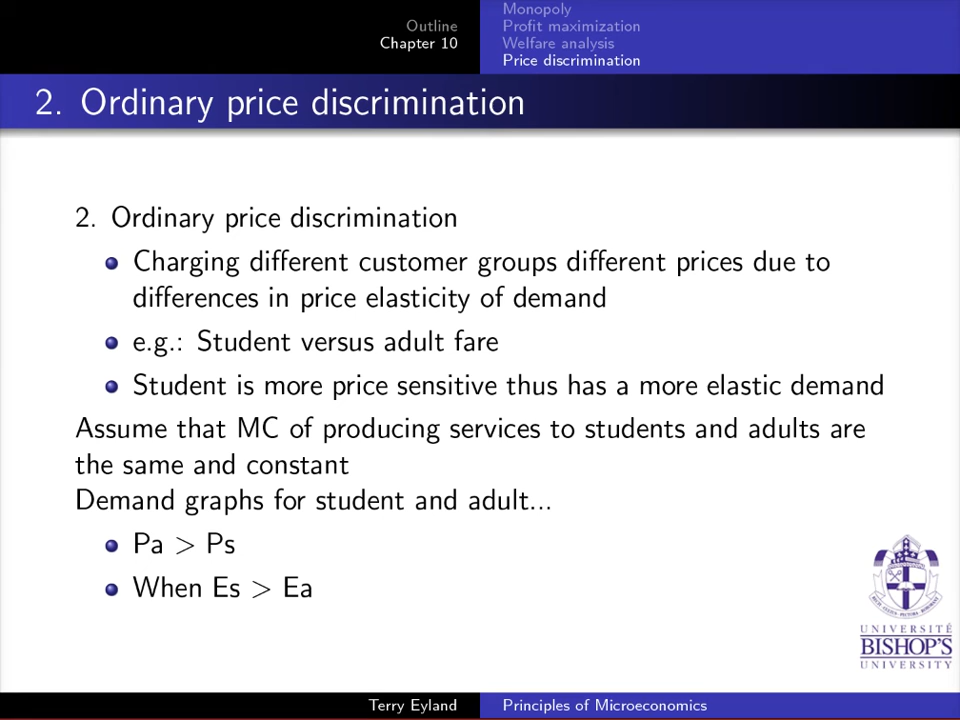 Outline
Chapter 10
Monopoly
Profit maximization
Welfare analysis
Price discrimination
2. Ordinary price discrimination
2. Ordinary price discrimination
Charging different customer groups different prices due to
differences in price elasticity of demand
e.g.: Student versus adult fare
Student is more price sensitive thus has a more elastic demand
Assume that MC of producing services to students and adults are
the same and constant
Demand graphs for student and adult...
Pa > Ps
When Es > Ea
UNIVERSITÉ
BISHOP'S
UNIVERSITY
Terry Eyland
Principles of Microeconomics